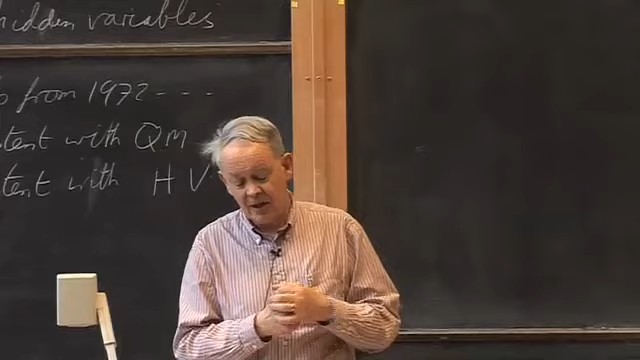 hidden variables)
from 1972 - - -
tent with QM
tent with HV